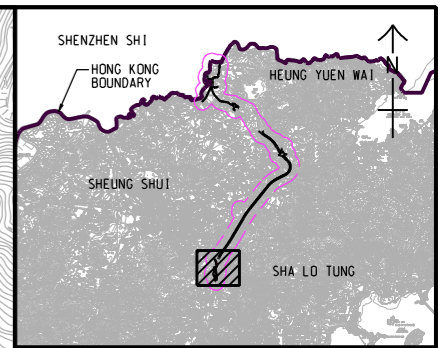 SHENZHEN SHI
HONG KONG
BOUNDARY
HEUNG YUEN WAI
N
SHEUNG SHUI
SHA LO TUNG